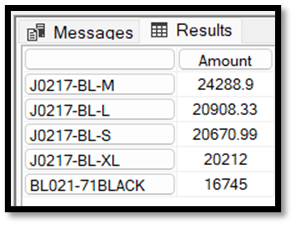 Messages Results
Amount
J0217-BL-M 24288.9
J0217-BL-L 20908.33
J0217-BL-S 20670.99
J0217-BL-XL 20212
BL021-71BLACK 16745